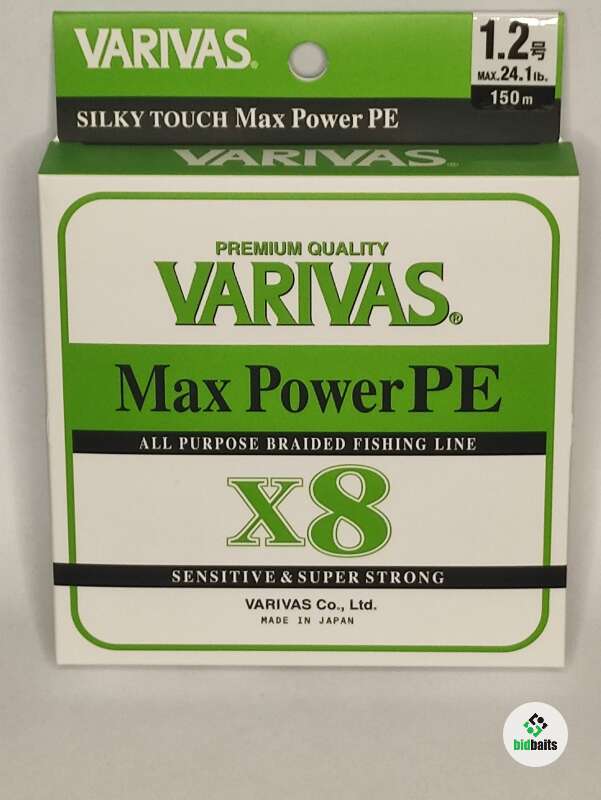 VARIVAS®
1.2号
MAX.24.1lb.
150m
SILKY TOUCH Max Power PE
VARIVAS®
PREMIUM QUALITY
VARIVAS®
Max Power PE
ALL PURPOSE BRAIDED FISHING LINE
X8
SENSITIVE & SUPER STRONG
VARIVAS Co., Ltd.
MADE IN JAPAN
bidbaits